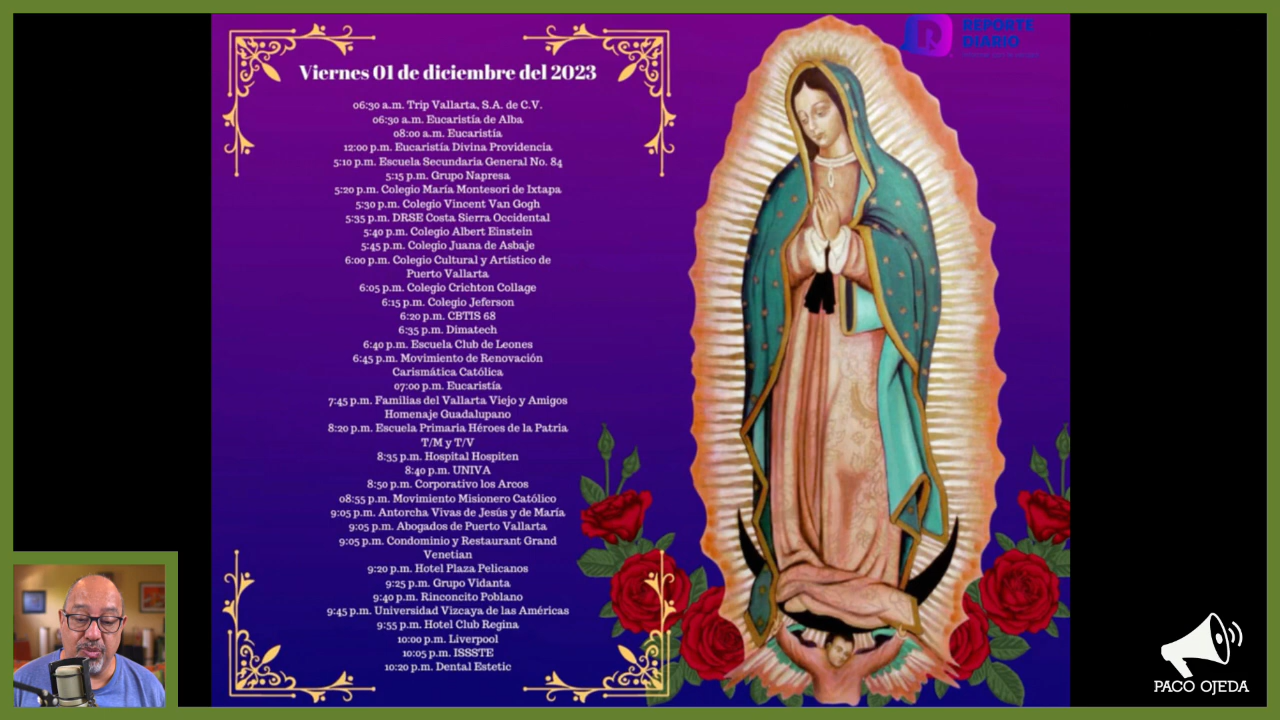 REPORTE
DIARIO
Viernes 01 de diciembre del 2023
06:30 a.m. Trip Vallarta, S.A. de C.V.
06:30 a.m. Eucaristía de Alba
08:00 a.m. Eucaristía
12:00 p.m. Eucaristía Divina Providencia
5:10 p.m. Escuela Secundaria General No. 84
5:15 p.m. Grupo Napresa
5:20 p.m. Colegio María Montesori de Ixtapa
5:30 p.m. Colegio Vincent Van Gogh
5:35 p.m. DRSE Costa Sierra Occidental
5:40 p.m. Colegio Albert Einstein
5:45 p.m. Colegio Juana de Asbaje
6:00 p.m. Colegio Cultural y Artístico de
Puerto Vallarta
6:05 p.m. Colegio Crichton Collage
6:15 p.m. Colegio Jeferson
6:20 p.m. CBTIS 68
6:35 p.m. Dimatech
6:40 p.m. Escuela Club de Leones
6:45 p.m. Movimiento de Renovación
Carismática Católica
07:00 p.m. Eucaristía
7:45 p.m. Familias del Vallarta Viejo y Amigos
Homenaje Guadalupano
8:20 p.m. Escuela Primaria Héroes de la Patria
T/M y T/V
8:35 p.m. Hospital Hospiten
8:40 p.m. UNIVA
8:50 p.m. Corporativo los Arcos
08:55 p.m. Movimiento Misionero Católico
9:05 p.m. Antorcha Vivas de Jesús y de María
9:05 p.m. Abogados de Puerto Vallarta
9:05 p.m. Condominio y Restaurant Grand
Venetian
9:20 p.m. Hotel Plaza Pelicanos
9:25 p.m. Grupo Vidanta
9:40 p.m. Rinconcito Poblano
9:45 p.m. Universidad Vizcaya de las Américas
9:55 p.m. Hotel Club Regina
10:00 p.m. Liverpool
10:05 p.m. ISSSTE
10:20 p.m. Dental Estetic
PACO OJEDA